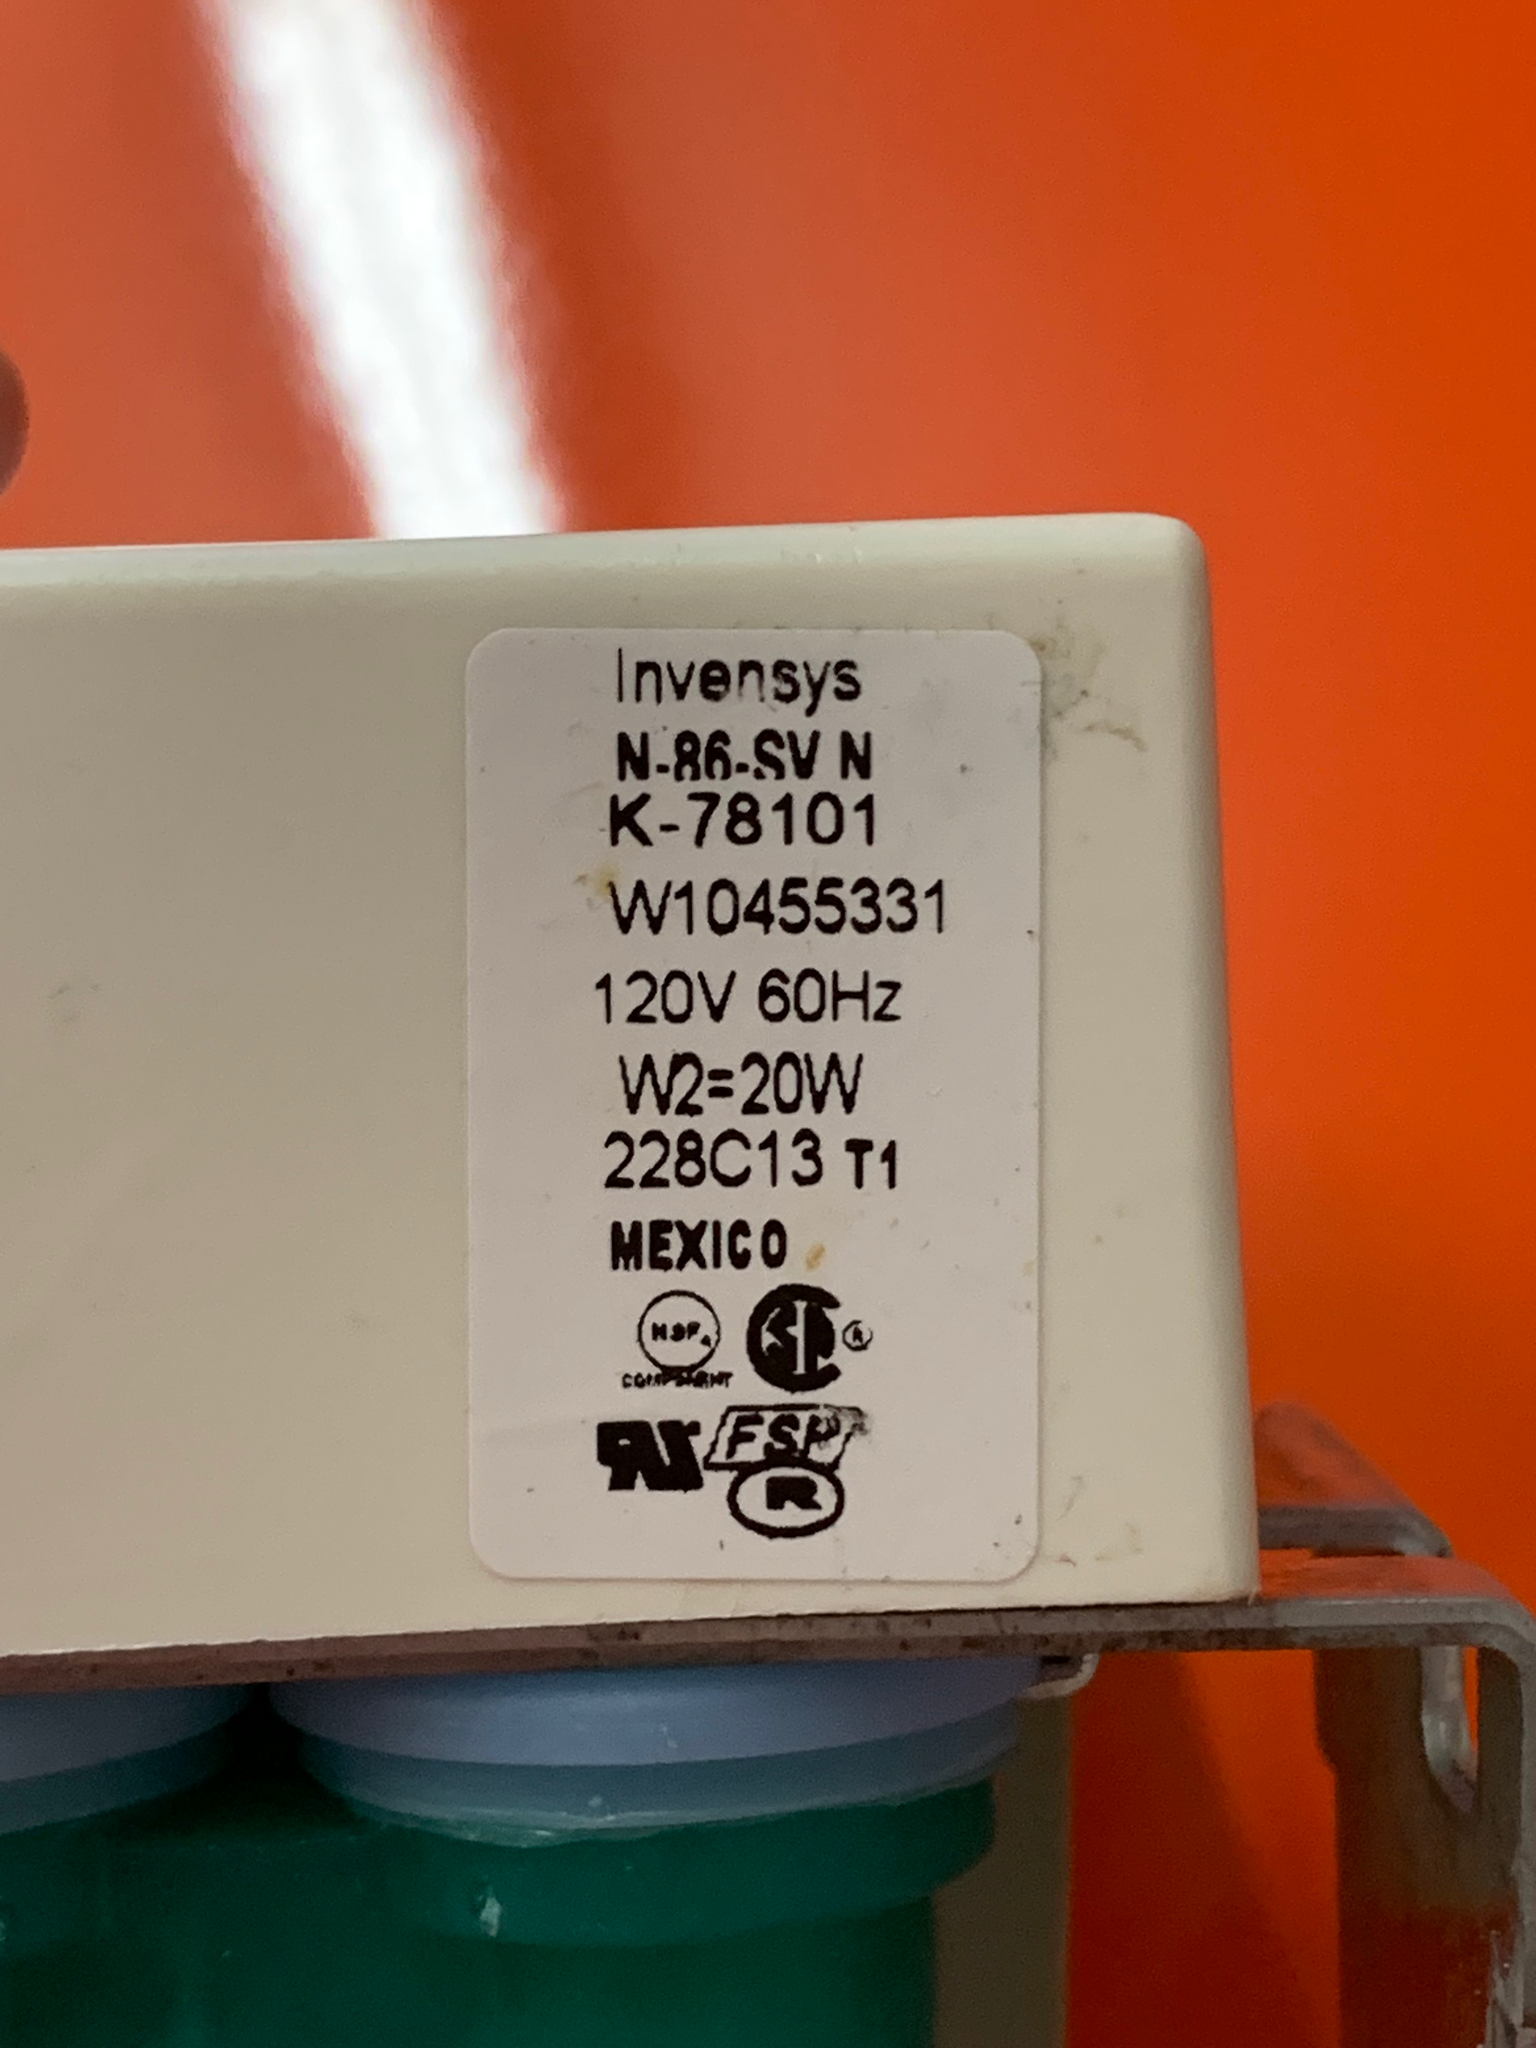 Invensys
N-86-SV N
K-78101
W10455331
120V 60Hz
W2=20W
228C13 T1
MEXICO
NSF®
COMPONENT
®
FSP
R